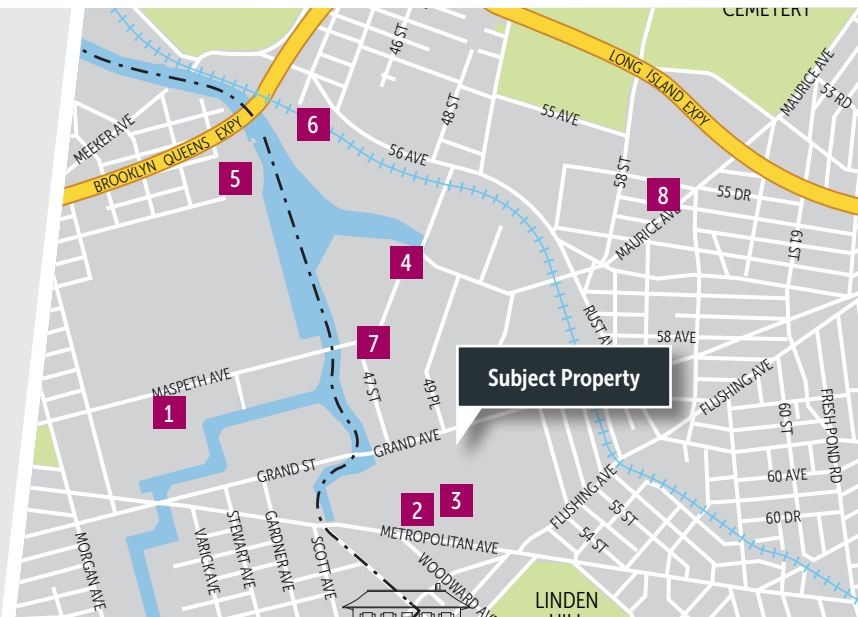 CEMETERY
46 ST
LONG ISLAND EXPY
MAURICE AVE
53 RD
48 ST
55 AVE
MEEKER AVE
BROOKLYN QUEENS EXPY
6
56 AVE
58 ST
5
8
55 DR
MAURICE AVE
61 ST
4
RUST AV
58 AVE
7
Subject Property
MASPETH AVE
47 ST
49 PL
FLUSHING AVE
FRESH POND RD
60 ST
1
GRAND AVE
GRAND ST
60 AVE
FLUSHING AVE
2
3
55 ST
60 DR
54 ST
METROPOLITAN AVE
MORGAN AVE
VARICK AVE
STEWART AVE
GARDNER AVE
SCOTT AVE
WOODWARD AVE
LINDEN
HILL